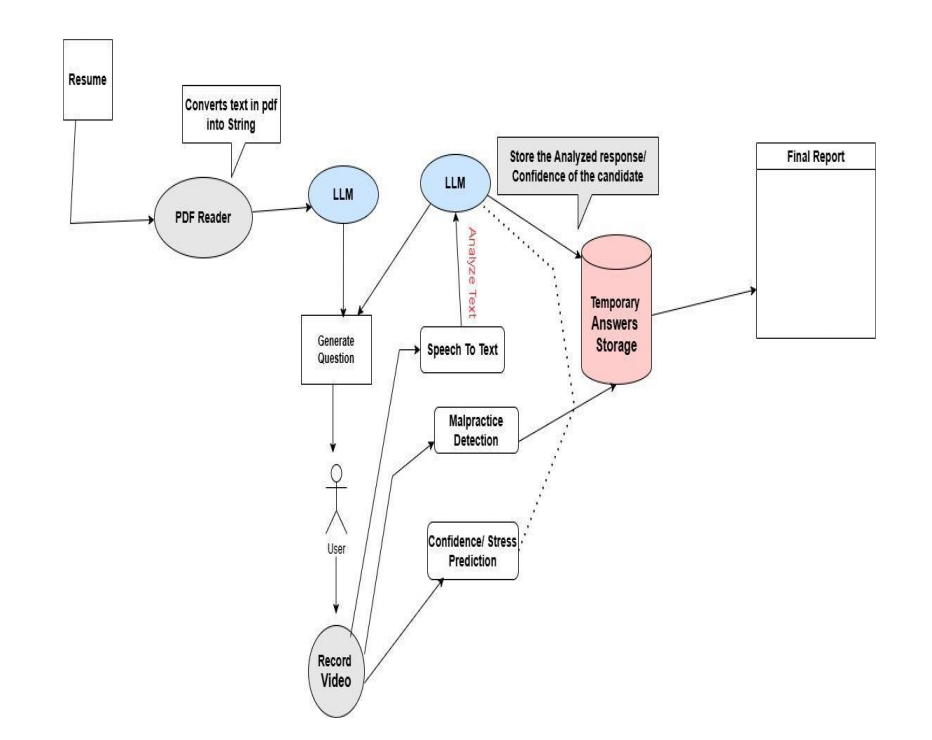 Resume
Converts text in pdf
into String
PDF Reader
LLM
LLM
Store the Analyzed response/
Confidence of the candidate
Final Report
Analyze Text
Temporary
Answers
Storage
Generate
Question
Speech To Text
Malpractice
Detection
User
Confidence/ Stress
Prediction
Record
Video